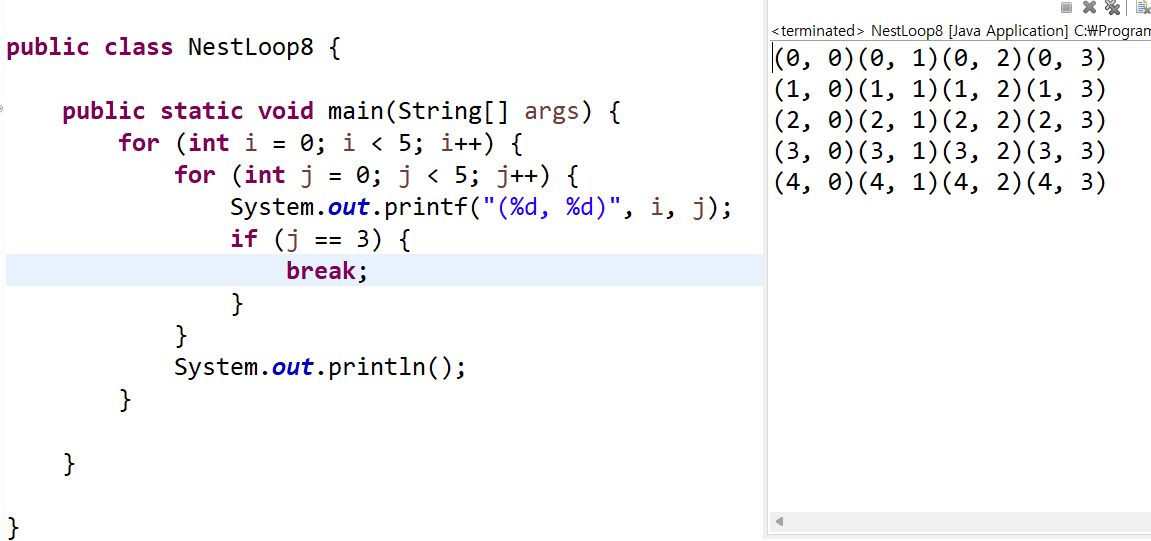 public class NestLoop8 {
public static void main(String[] args) {
for (int i = 0; i < 5; i++) {
for (int j = 0; j < 5; j++) {
System.out.printf("(%d, %d)", i, j);
if (j == 3) {
break;
}
}
System.out.println();
}
}
}
<terminated> NestLoop8 [Java Application] C:₩Program
(0, 0)(0, 1)(0, 2)(0, 3)
(1, 0)(1, 1)(1, 2)(1, 3)
(2, 0)(2, 1)(2, 2)(2, 3)
(3, 0)(3, 1)(3, 2)(3, 3)
(4, 0)(4, 1)(4, 2)(4, 3)